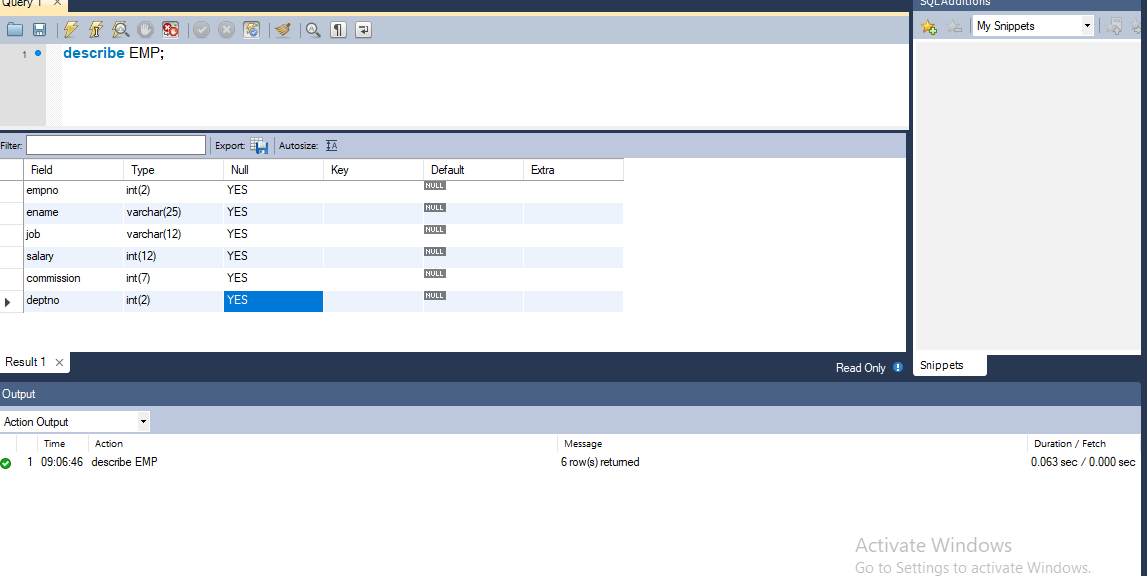 Query 1 ×
SQLAdditions
My Snippets
1 describe EMP;
Filter: Export: Autosize:
Field Type Null Key Default Extra
empno int(2) YES NULL
ename varchar(25) YES NULL
job varchar(12) YES NULL
salary int(12) YES NULL
commission int(7) YES NULL
deptno int(2) YES NULL
Result 1 ×
Read Only
Snippets
Output
Action Output
Time Action Message Duration / Fetch
1 09:06:46 describe EMP 6 row(s) returned 0.063 sec / 0.000 sec
Activate Windows
Go to Settings to activate Windows.